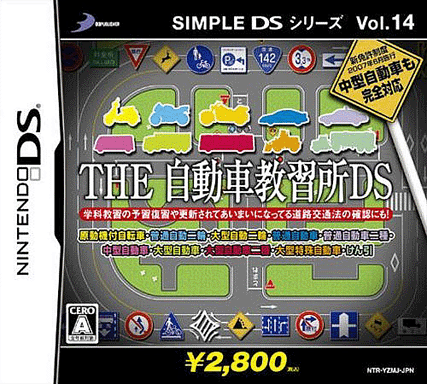 D3PUBLISHER
SIMPLE DS シリーズ Vol.14
新免許制度
2007年6月施行
中型自動車も
完全対応
THE 自動車教習所DS
学科教習の予習復習や更新されてあいまいになってる道路交通法の確認にも!
原動機付自転車・普通自動二輪・大型自動二輪・普通自動車・普通自動車二種・
中型自動車・大型自動車・大型自動車二種・大型特殊自動車・けん引
NINTENDO DS
CERO
A
¥2,800
NTR-YZMJ-JPN